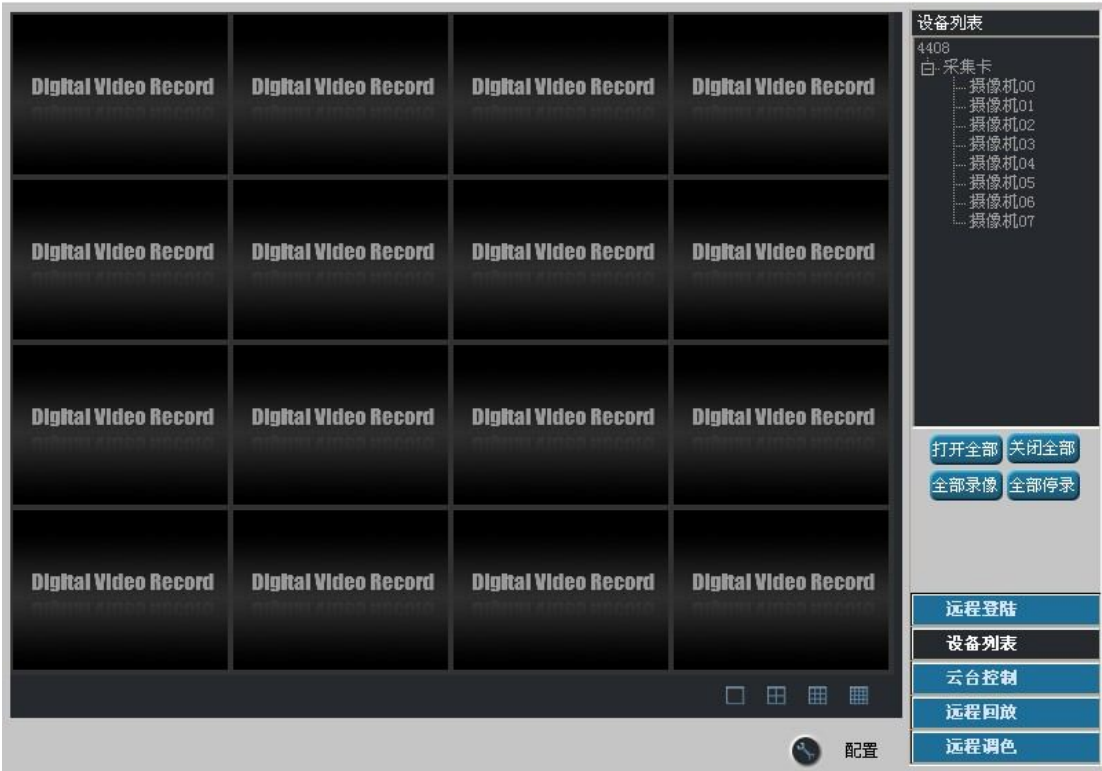 Digital Video Record Digital Video Record Digital Video Record Digital Video Record
Digital Video Record Digital Video Record Digital Video Record Digital Video Record
Digital Video Record Digital Video Record Digital Video Record Digital Video Record
Digital Video Record Digital Video Record Digital Video Record Digital Video Record
配置
设备列表
4408
采集卡
摄像机00
摄像机01
摄像机02
摄像机03
摄像机04
摄像机05
摄像机06
摄像机07
打开全部 关闭全部
全部录像 全部停录
远程登陆
设备列表
云台控制
远程回放
远程调色